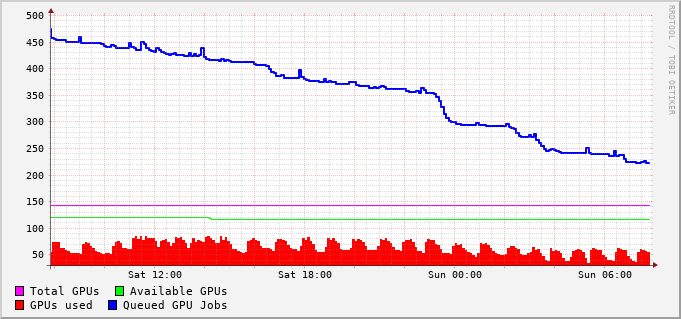 RRDTOOL / TOBI OETIKER
500
450
400
350
300
250
200
150
100
50
Sat 12:00 Sat 18:00 Sun 00:00 Sun 06:00
Total GPUs Available GPUs
GPUs used Queued GPU Jobs